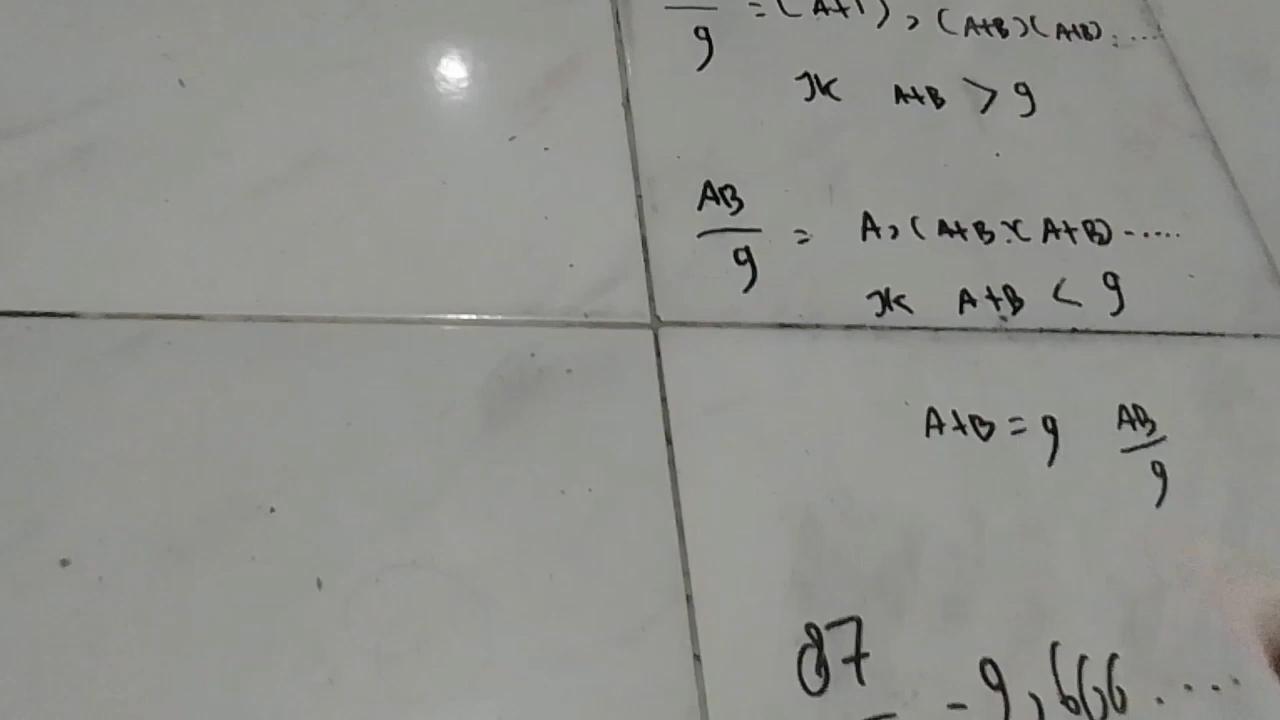 9 = (A+1), (A+B)(A+B)....
JK A+B > 9
AB
9 = A,(A+B)(A+B).....
JK A+B < 9
A+B = 9 AB
9
87
= 9,666....